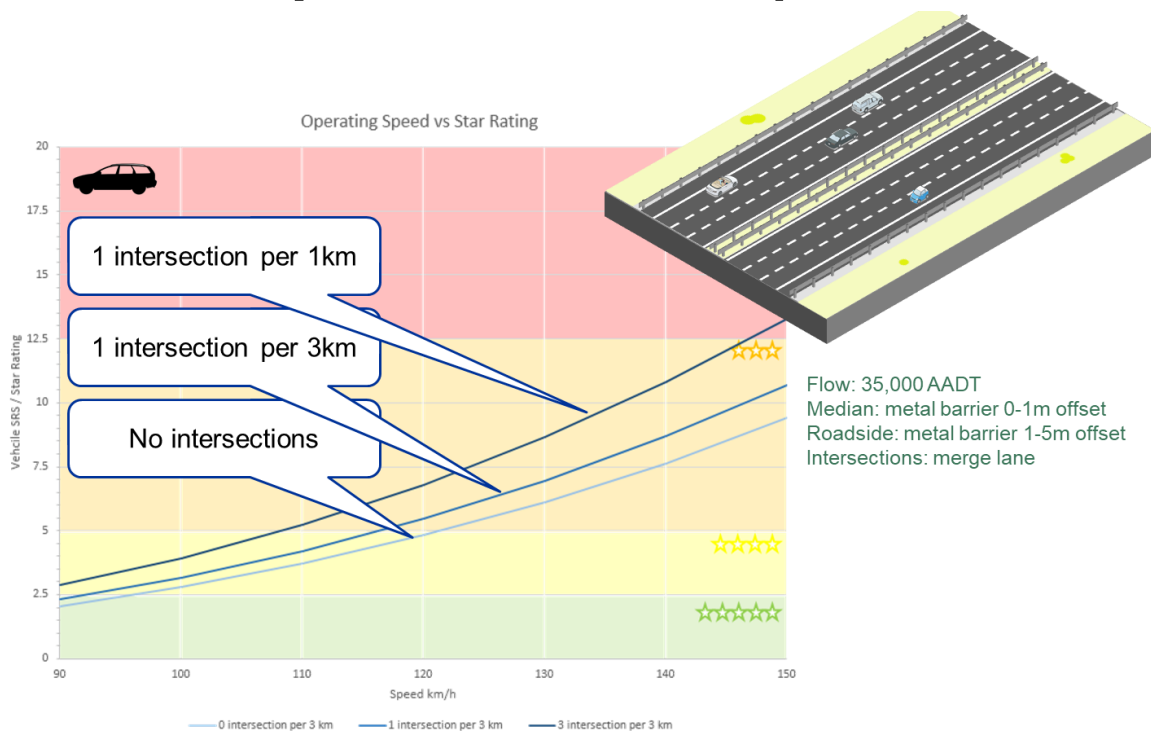 Operating Speed vs Star Rating
20
17.5
15
12.5
10
7.5
5
2.5
0
Vehcile SRS / Star Rating
1 intersection per 1km
1 intersection per 3km
No intersections
90
100
110
120
130
140
150
Speed km/h
0 intersection per 3 km
1 intersection per 3 km
3 intersection per 3 km
Flow: 35,000 AADT
Median: metal barrier 0-1m offset
Roadside: metal barrier 1-5m offset
Intersections: merge lane